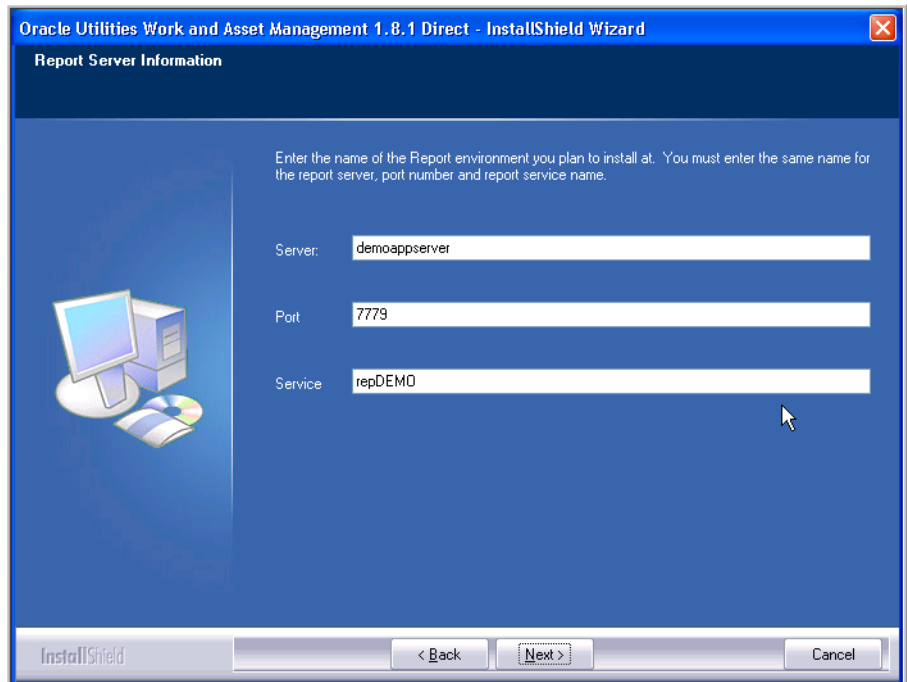 Oracle Utilities Work and Asset Management 1.8.1 Direct - InstallShield Wizard
Report Server Information
Enter the name of the Report environment you plan to install at.  You must enter the same name for
the report server, port number and report service name.
Server: demoappserver
Port 7779
Service repDEMO
InstallShield
< Back
Next >
Cancel